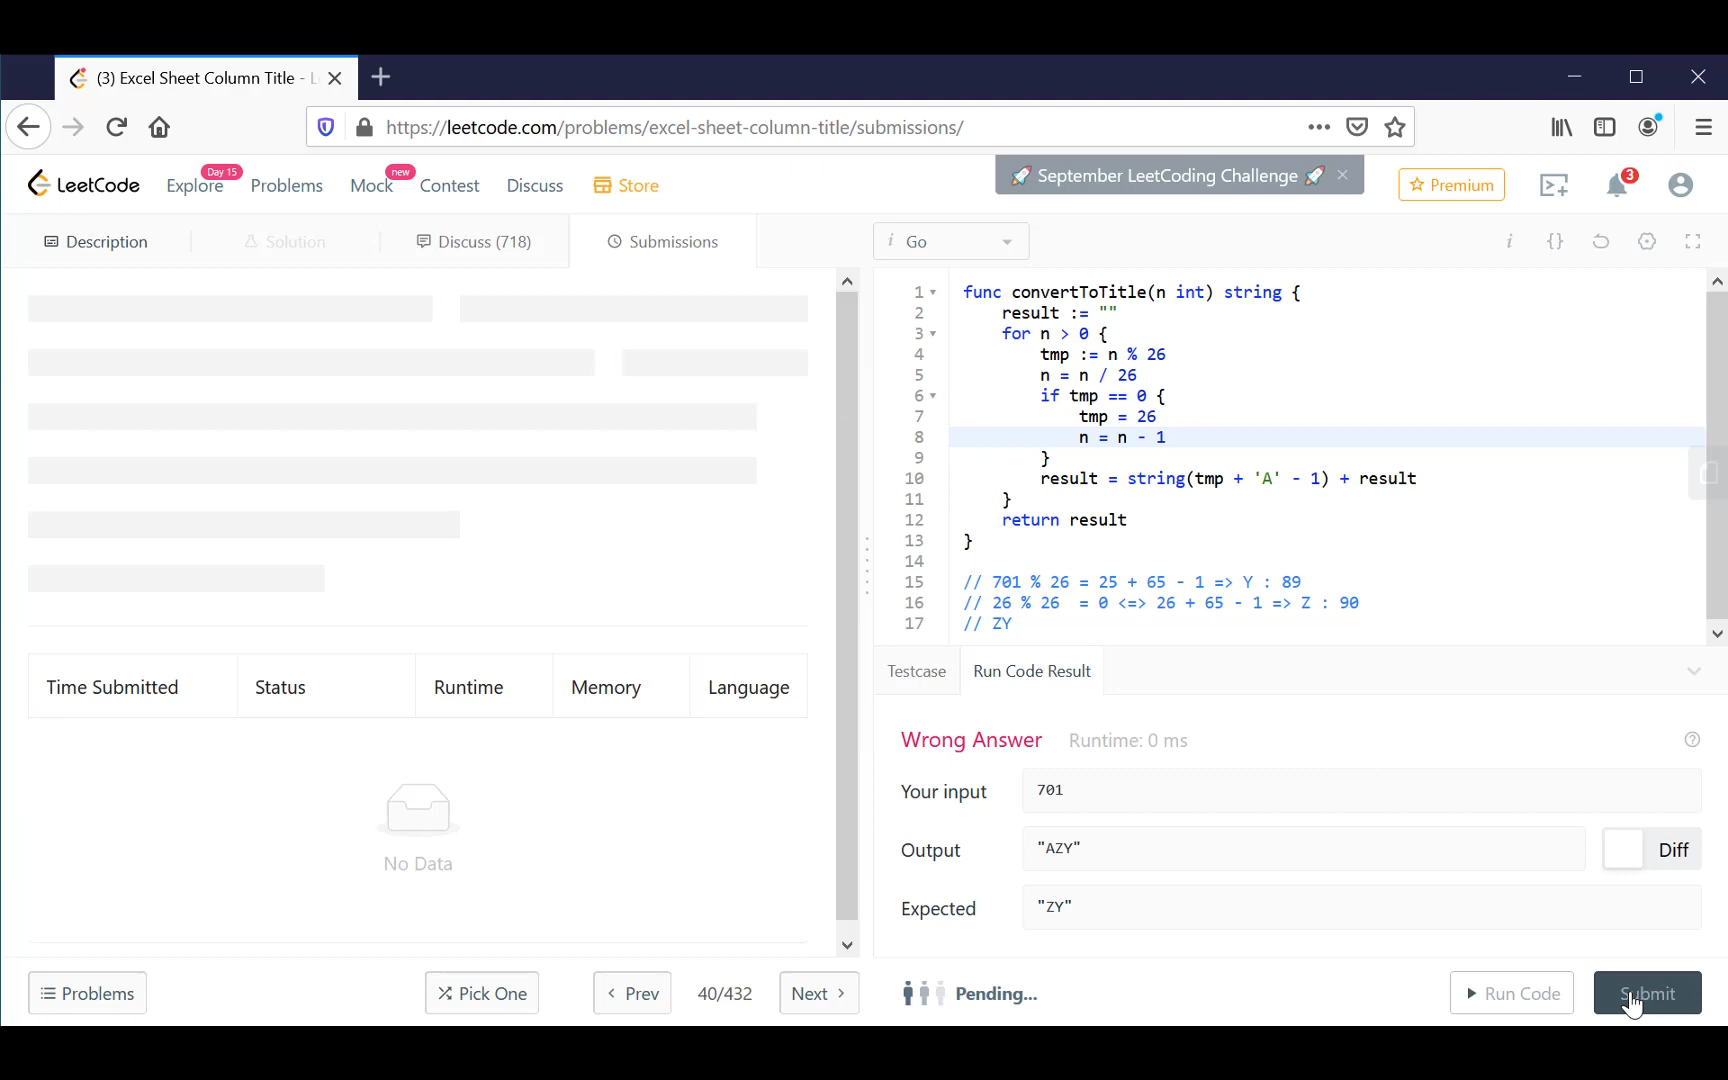 (3) Excel Sheet Column Title - L
https://leetcode.com/problems/excel-sheet-column-title/submissions/
LeetCode
Explore
Day 15
Problems
Mock
new
Contest
Discuss
Store
🚀 September LeetCoding Challenge 🚀
Premium
3
Description
Solution
Discuss (718)
Submissions
i Go
1 func convertToTitle(n int) string {
2 result := ""
3 for n > 0 {
4 tmp := n % 26
5 n = n / 26
6 if tmp == 0 {
7 tmp = 26
8 n = n - 1
9 }
10 result = string(tmp + 'A' - 1) + result
11 }
12 return result
13 }
14
15 // 701 % 26 = 25 + 65 - 1 => Y : 89
16 // 26 % 26  = 0 <=> 26 + 65 - 1 => Z : 90
17 // ZY
Time Submitted
Status
Runtime
Memory
Language
No Data
Testcase
Run Code Result
Wrong Answer
Runtime: 0 ms
Your input
701
Output
"AZY"
Diff
Expected
"ZY"
Problems
Pick One
Prev
40/432
Next
Pending...
Run Code
Submit